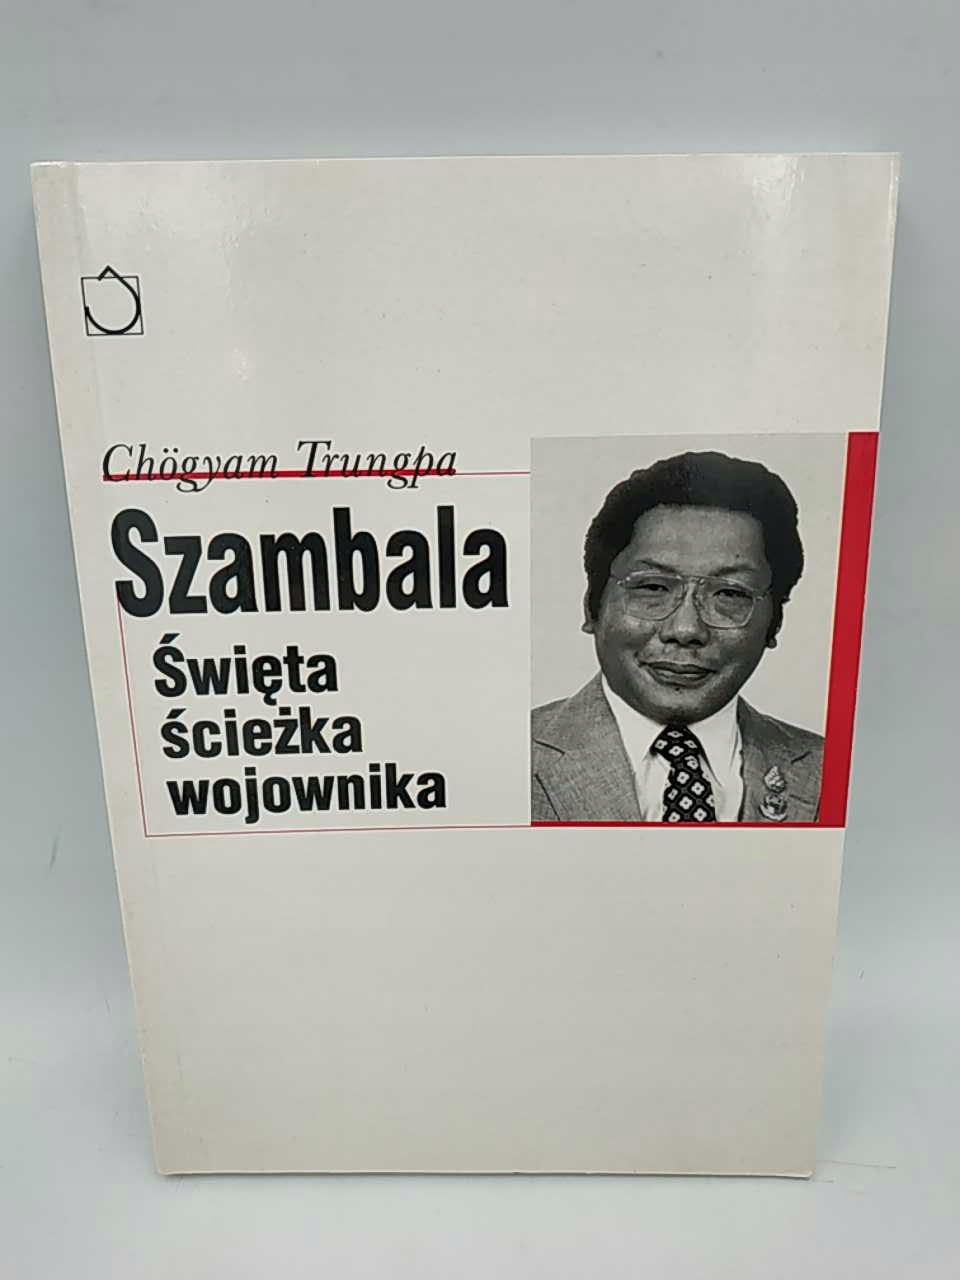 Chögyam Trungpa
Szambala
Święta
ścieżka
wojownika